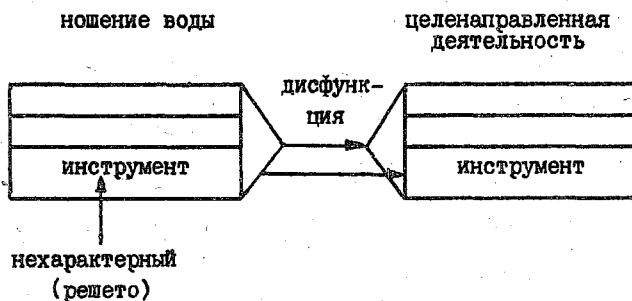 ношение воды
целенаправленная
деятельность
дисфунк-
ция
инструмент
инструмент
нехарактерный
(решето)